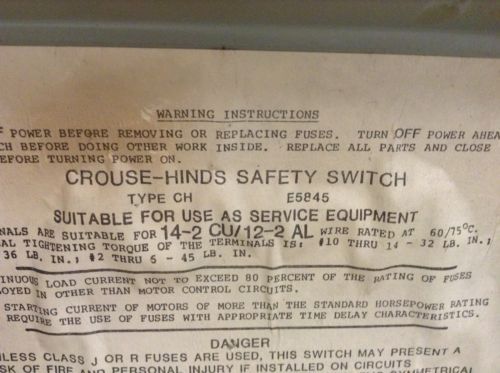 WARNING INSTRUCTIONS
F POWER BEFORE REMOVING OR REPLACING FUSES. TURN OFF POWER AHEA
CH BEFORE DOING OTHER WORK INSIDE. REPLACE ALL PARTS AND CLOSE
EFORE TURNING POWER ON.
CROUSE-HINDS SAFETY SWITCH
TYPE CH E5845
SUITABLE FOR USE AS SERVICE EQUIPMENT
NALS ARE SUITABLE FOR 14-2 CU/12-2 AL WIRE RATED AT 60/75°C.
AL TIGHTENING TORQUE OF THE TERMINALS IS: #10 THRU 14 - 32 LB. IN.;
36 LB. IN.; #2 THRU 6 - 45 LB. IN.
INUOUS LOAD CURRENT NOT TO EXCEED 80 PERCENT OF THE RATING OF FUSES
OYED IN OTHER THAN MOTOR CONTROL CIRCUITS.
STARTING CURRENT OF MOTORS OF MORE THAN THE STANDARD HORSEPOWER RATING
REQUIRE THE USE OF FUSES WITH APPROPRIATE TIME DELAY CHARACTERISTICS.
DANGER
LESS CLASS J OR R FUSES ARE USED, THIS SWITCH MAY PRESENT A
SK OF FIRE AND PERSONAL INJURY IF INSTALLED ON CIRCUITS